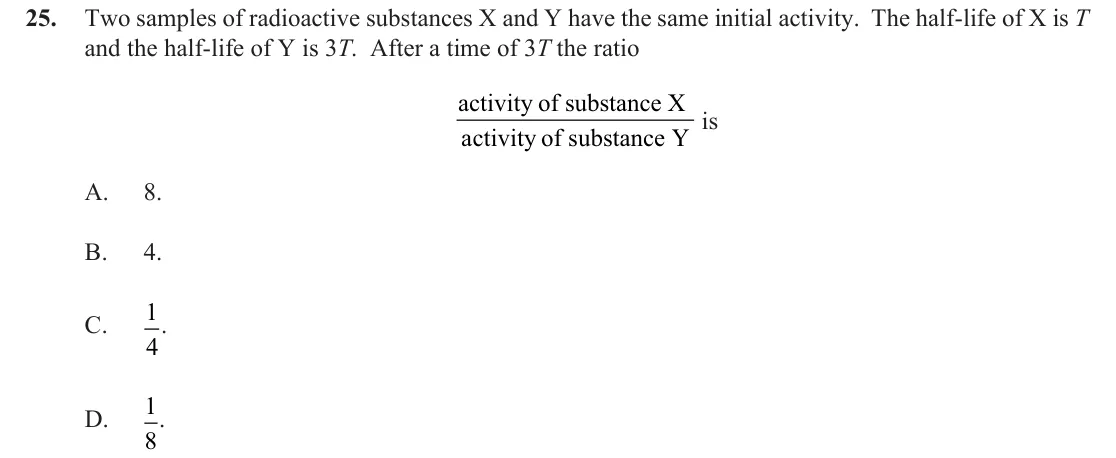 25. Two samples of radioactive substances X and Y have the same initial activity. The half-life of X is T
and the half-life of Y is 3T. After a time of 3T the ratio
activity of substance X
activity of substance Y
is
A. 8.
B. 4.
C. 1/4.
D. 1/8.